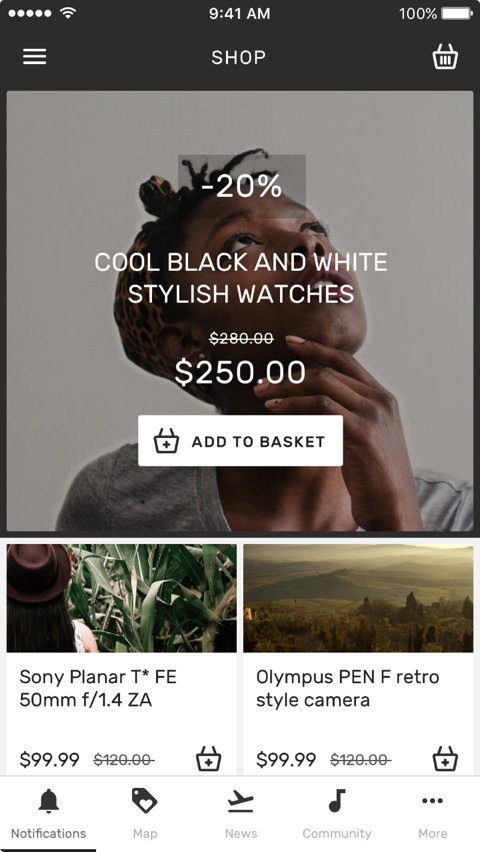 9:41 AM
100%
SHOP
-20%
COOL BLACK AND WHITE
STYLISH WATCHES
$280.00
$250.00
ADD TO BASKET
Sony Planar T* FE
50mm f/1.4 ZA
$99.99 $120.00
Olympus PEN F retro
style camera
$99.99 $120.00
Notifications
Map
News
Community
More